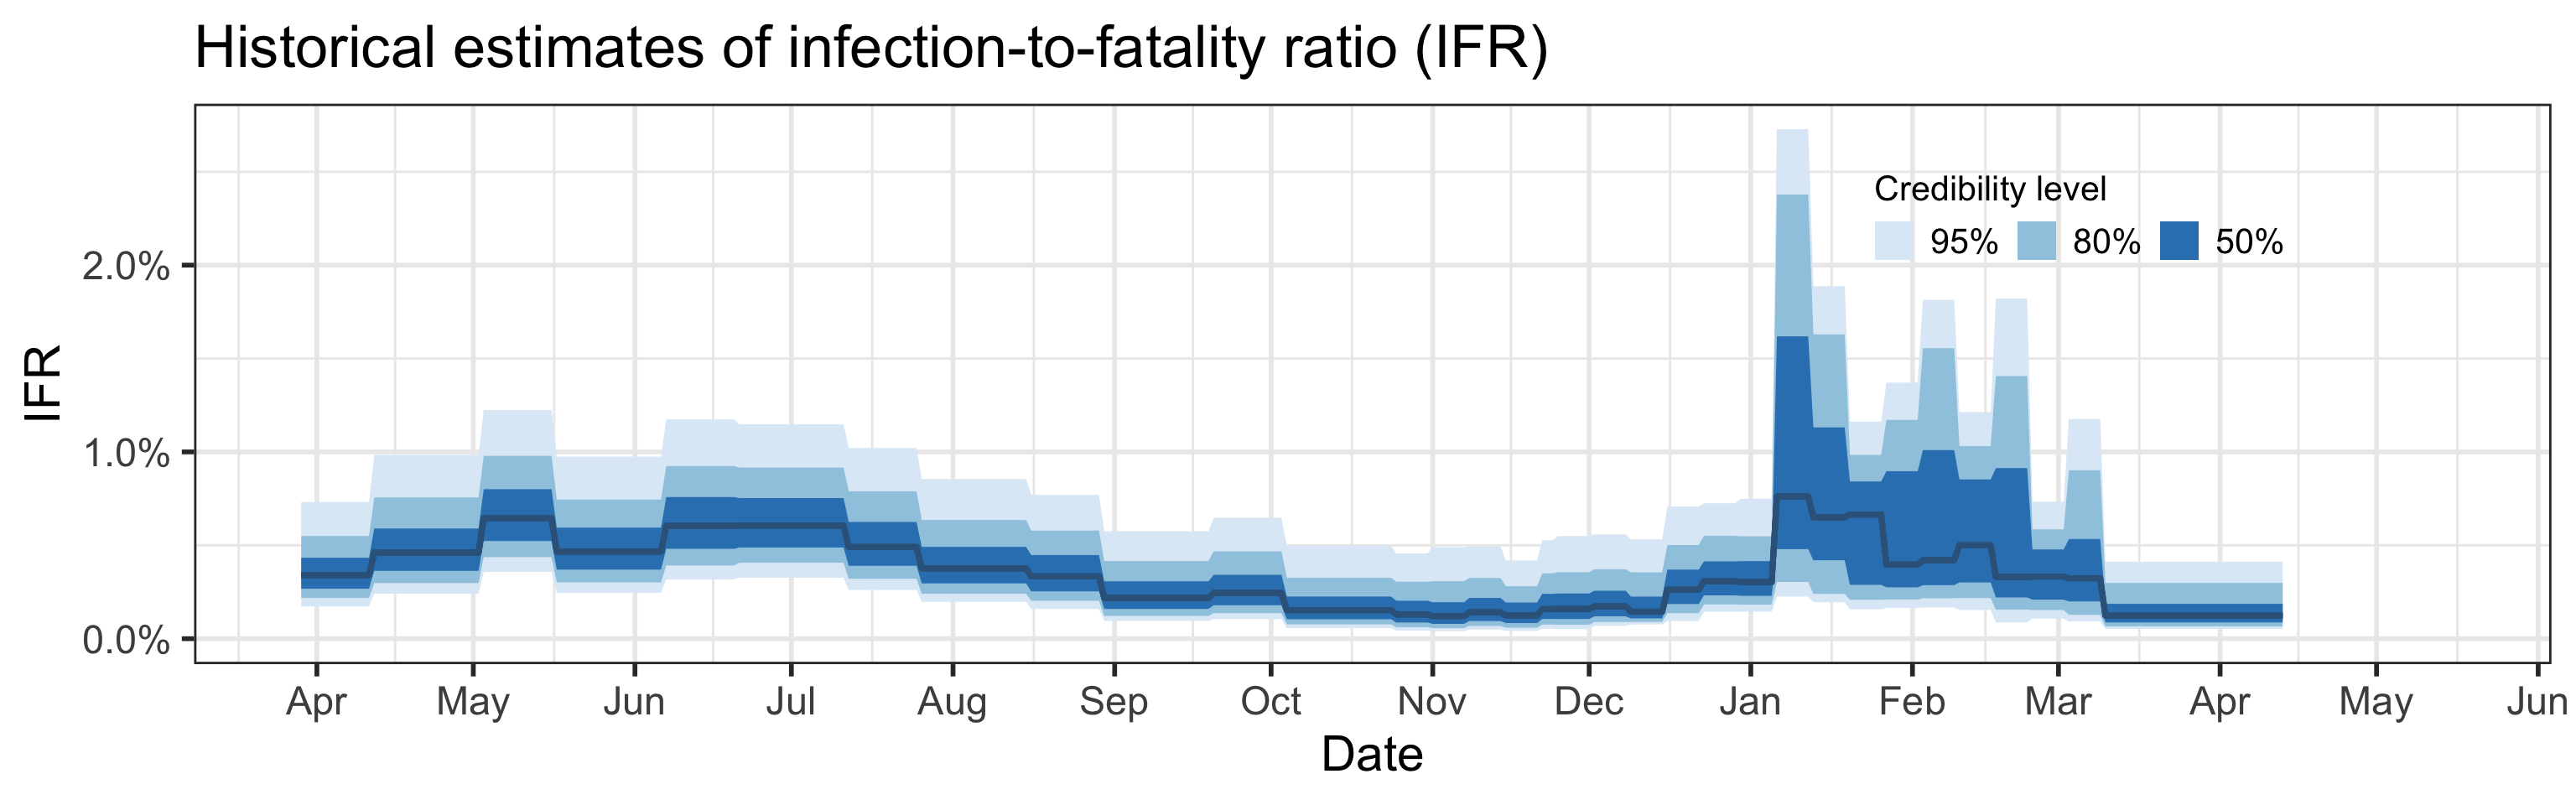 Historical estimates of infection-to-fatality ratio (IFR)
Credibility level
95% 80% 50%
2.0%
1.0%
0.0%
IFR
Apr May Jun Jul Aug Sep Oct Nov Dec Jan Feb Mar Apr May Jun
Date